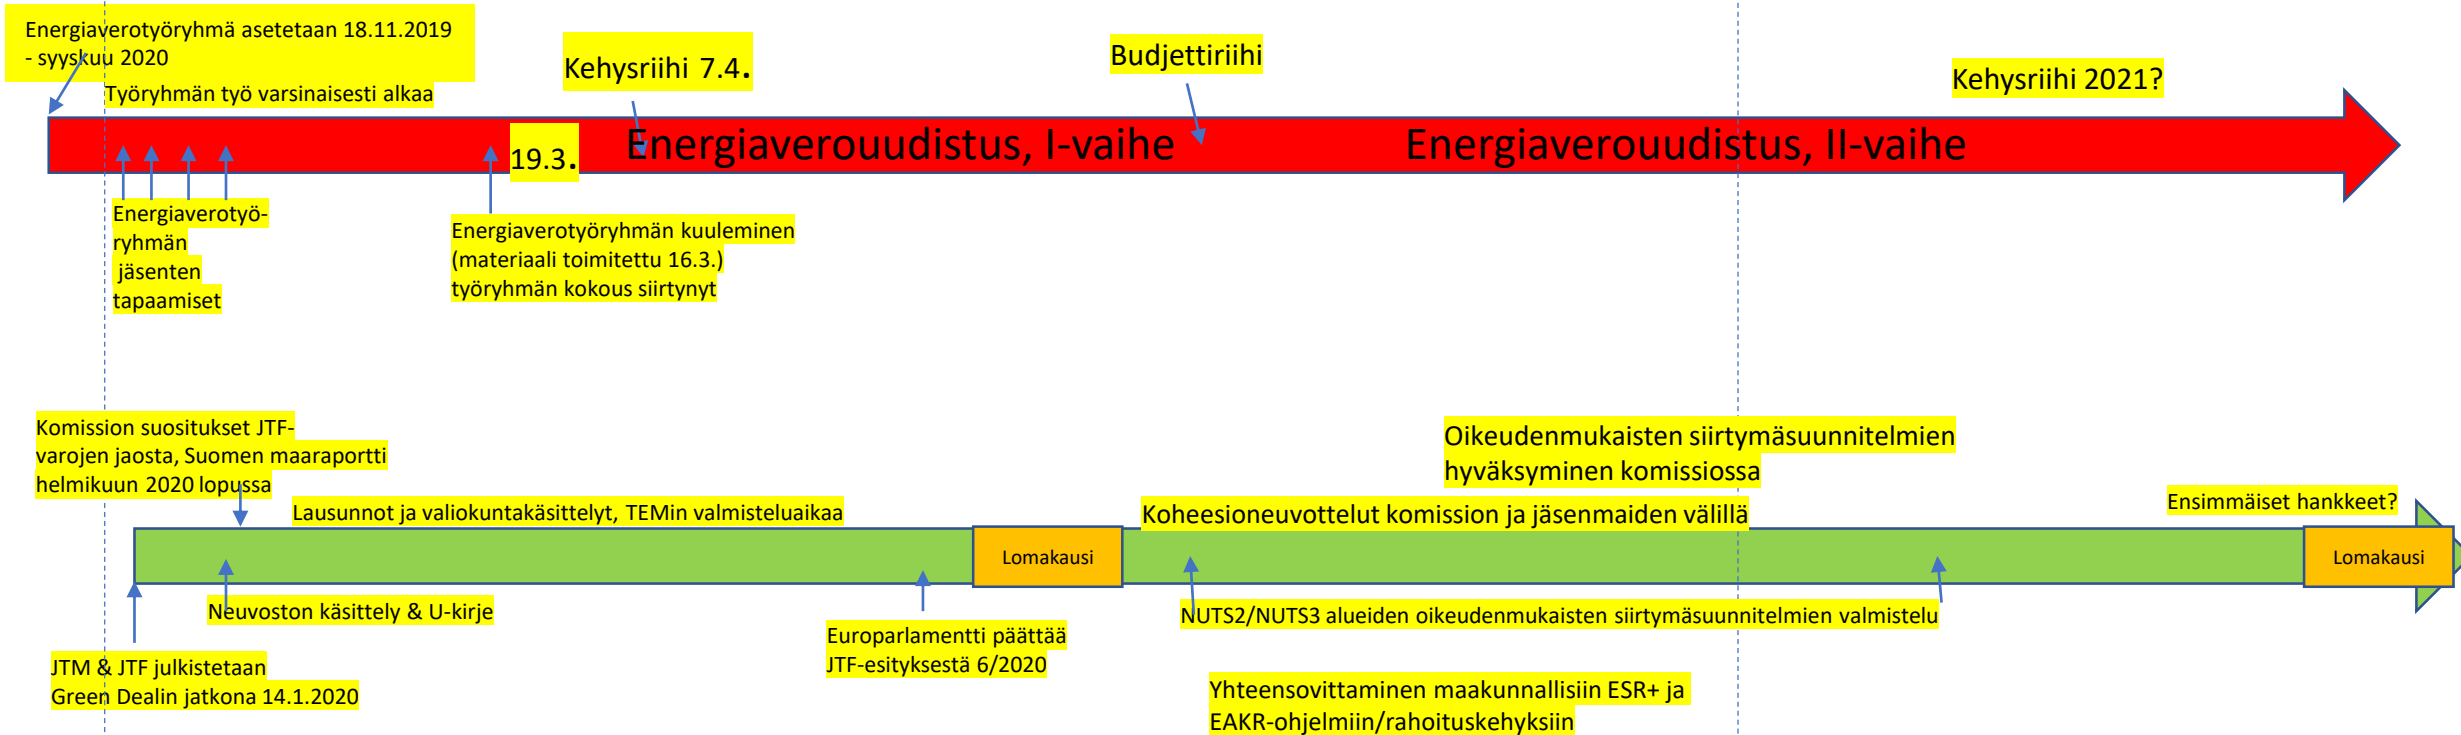 Energiaverotyöryhmä asetetaan 18.11.2019
- syyskuu 2020
Työryhmän työ varsinaisesti alkaa
Kehysriihi 7.4.
Budjettiriihi
Kehysriihi 2021?
19.3.
Energiaverouudistus, I-vaihe
Energiaverouudistus, II-vaihe
Energiaverotyö-
ryhmän
jäsenten
tapaamiset
Energiaverotyöryhmän kuuleminen
(materiaali toimitettu 16.3.)
työryhmän kokous siirtynyt
Komission suositukset JTF-
varojen jaosta, Suomen maaraportti
helmikuun 2020 lopussa
Lausunnot ja valiokuntakäsittelyt, TEMin valmisteluaikaa
Oikeudenmukaisten siirtymäsuunnitelmien
hyväksyminen komissiossa
Koheesioneuvottelut komission ja jäsenmaiden välillä
Ensimmäiset hankkeet?
Lomakausi
Lomakausi
Neuvoston käsittely & U-kirje
JTM & JTF julkistetaan
Green Dealin jatkona 14.1.2020
Europarlamentti päättää
JTF-esityksestä 6/2020
NUTS2/NUTS3 alueiden oikeudenmukaisten siirtymäsuunnitelmien valmistelu
Yhteensovittaminen maakunnallisiin ESR+ ja
EAKR-ohjelmiin/rahoituskehyksiin